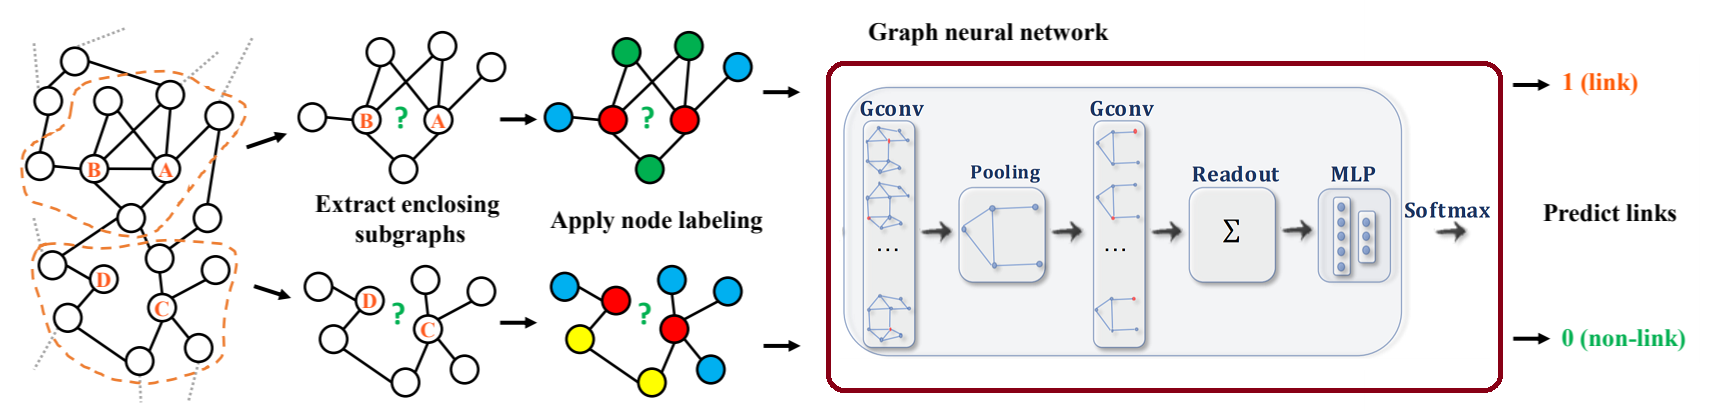 Graph neural network
B
A
D
C
B
?
A
Extract enclosing
subgraphs
D
?
C
?
Apply node labeling
?
Gconv
...
Pooling
Gconv
...
Readout
Σ
MLP
Softmax
1 (link)
Predict links
0 (non-link)